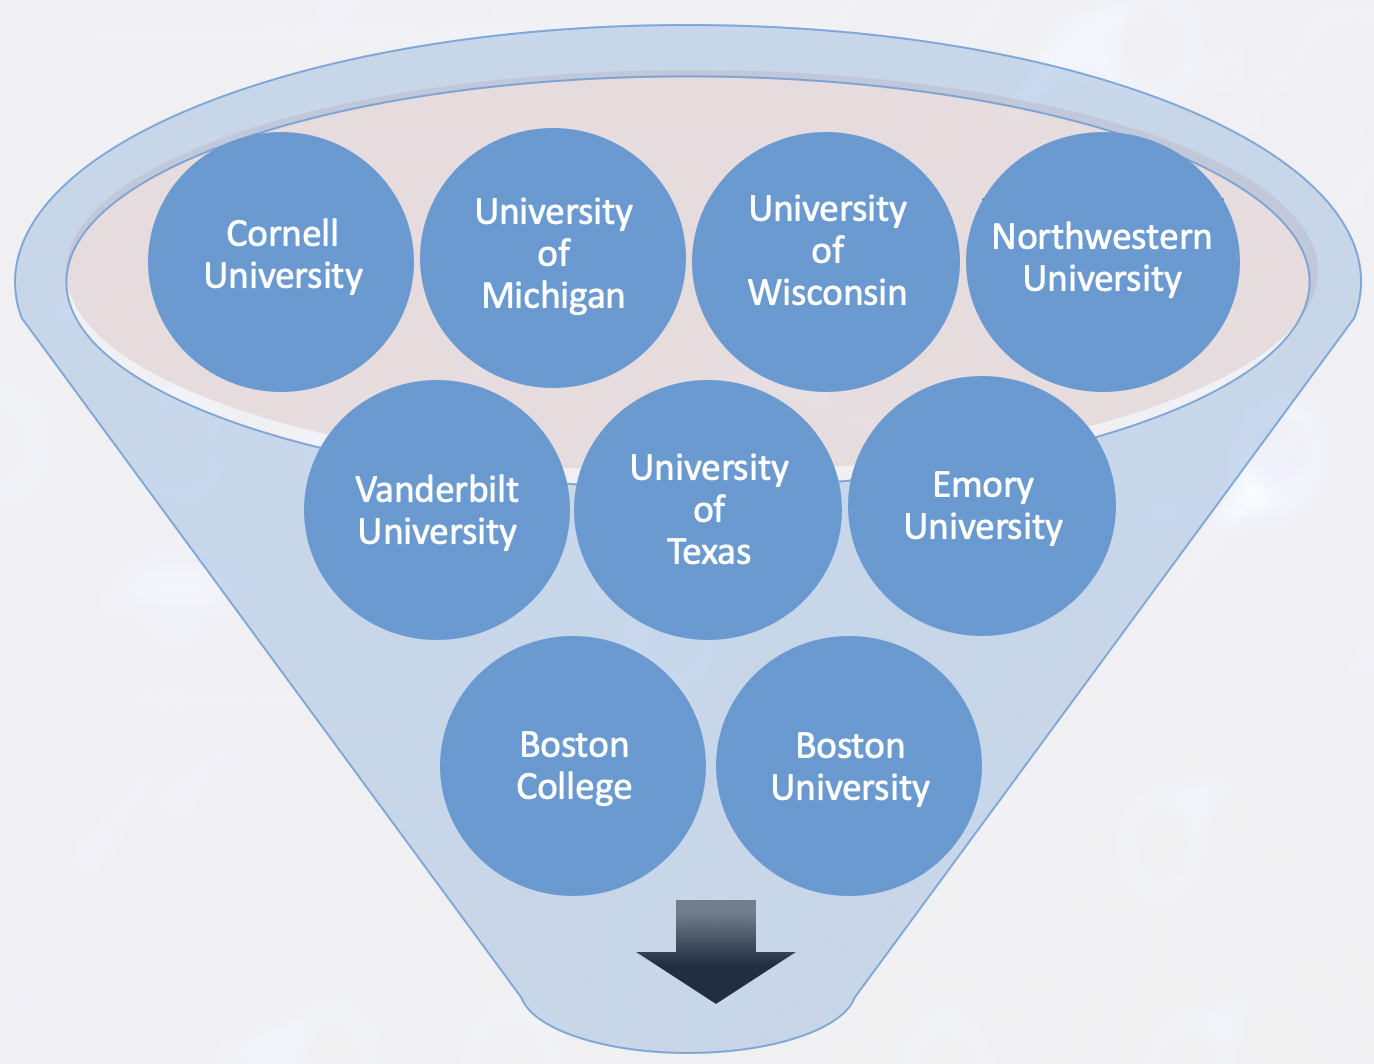 Cornell
University
University
of
Michigan
University
of
Wisconsin
Northwestern
University
Vanderbilt
University
University
of
Texas
Emory
University
Boston
College
Boston
University